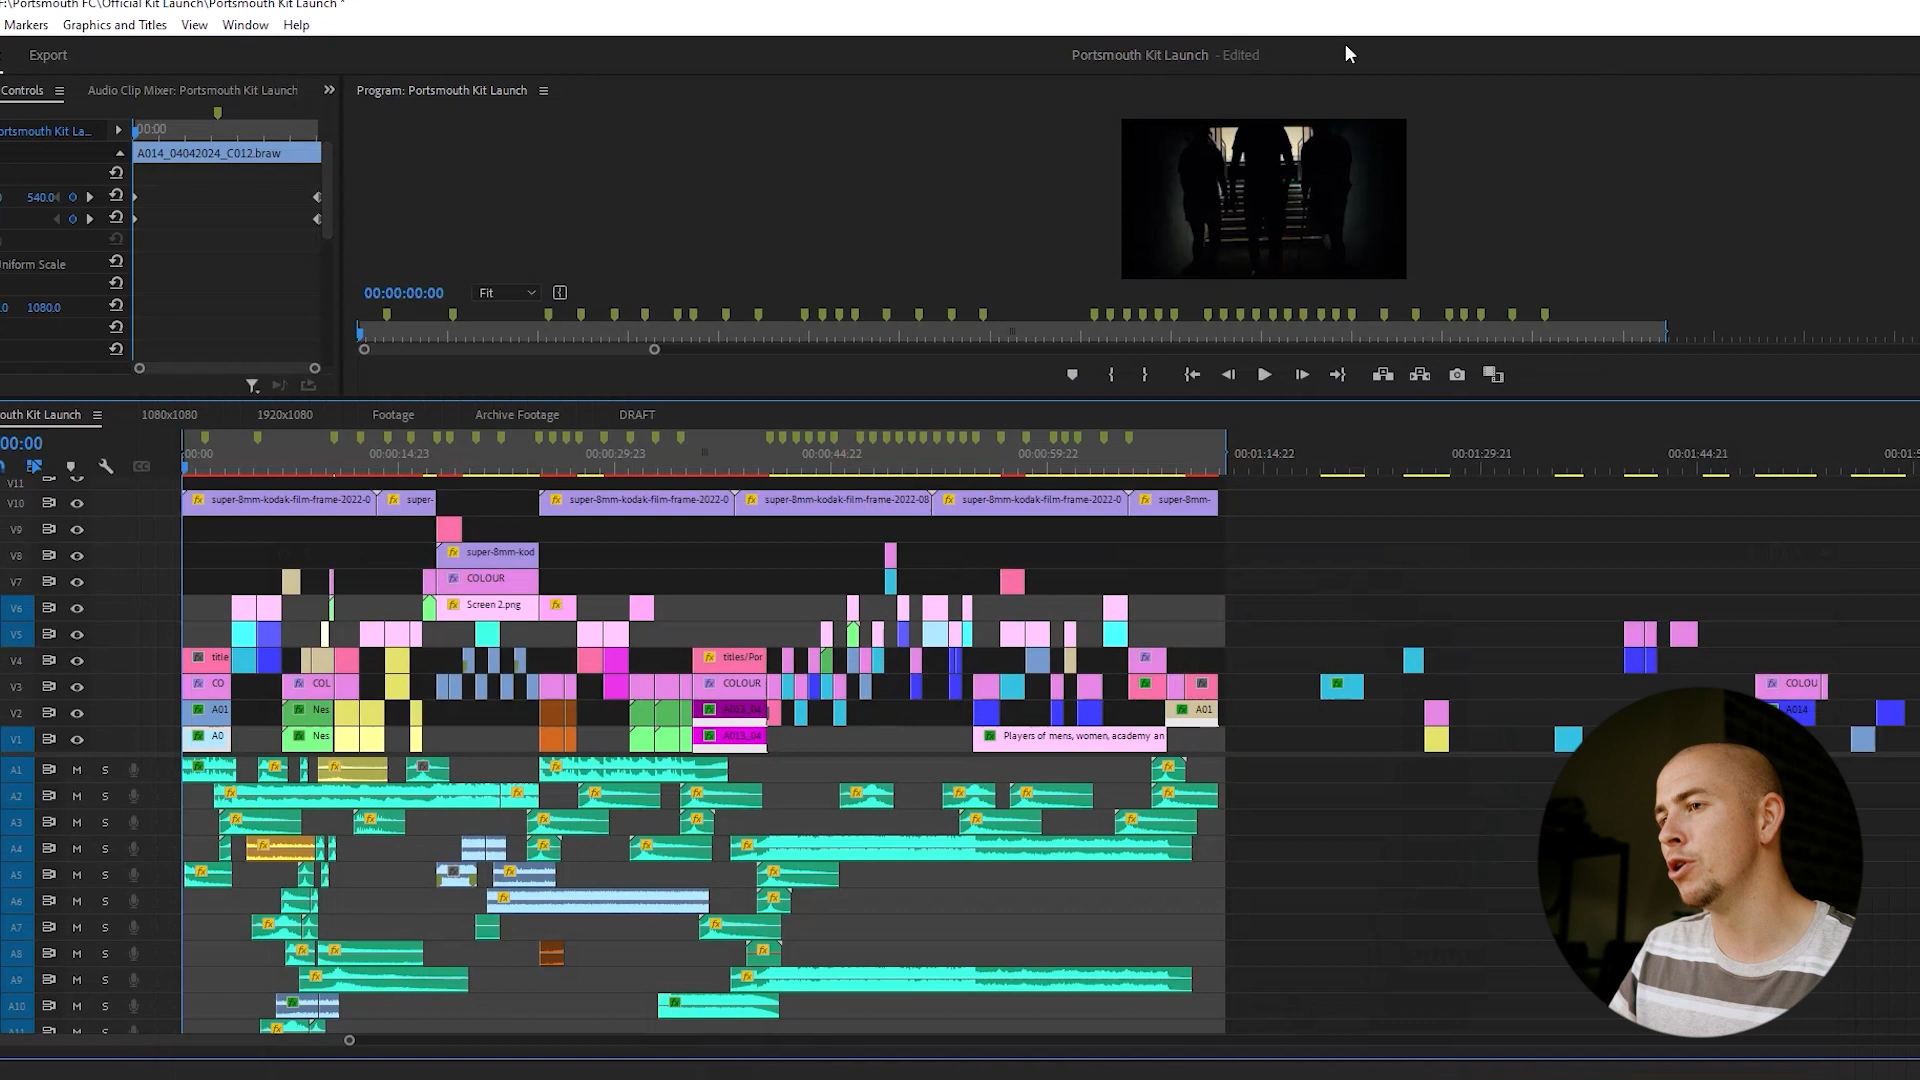 F:\Portsmouth FC\Official Kit Launch\Portsmouth Kit Launch *
Markers Graphics and Titles View Window Help
Export
Portsmouth Kit Launch - Edited
Controls Audio Clip Mixer: Portsmouth Kit Launch
Program: Portsmouth Kit Launch
ortsmouth Kit La... 00:00
A014_04042024_C012.braw
540.0
niform Scale
.0 1080.0
00:00:00:00 Fit
outh Kit Launch 1080x1080 1920x1080 Footage Archive Footage DRAFT
00:00
:00:00 00:00:14:23 00:00:29:23 00:00:44:22 00:00:59:22 00:01:14:22 00:01:29:21 00:01:44:21 00:01:5
V11
V10 super-8mm-kodak-film-frame-2022-0 super- super-8mm-kodak-film-frame-2022-0 super-8mm-kodak-film-frame-2022-08 super-8mm-kodak-film-frame-2022-0 super-8mm-
V9
V8 super-8mm-kod
V7 COLOUR
V6 Screen 2.png
V5
V4 title titles/Por
V3 CO COL COLOUR COLOU
V2 A01 Nes A013_04 A01 A014
V1 A0 Nes A013_04 Players of mens, women, academy an
A1 M S
A2 M S
A3 M S
A4 M S
A5 M S
A6 M S
A7 M S
A8 M S
A9 M S
A10 M S
A11 M S